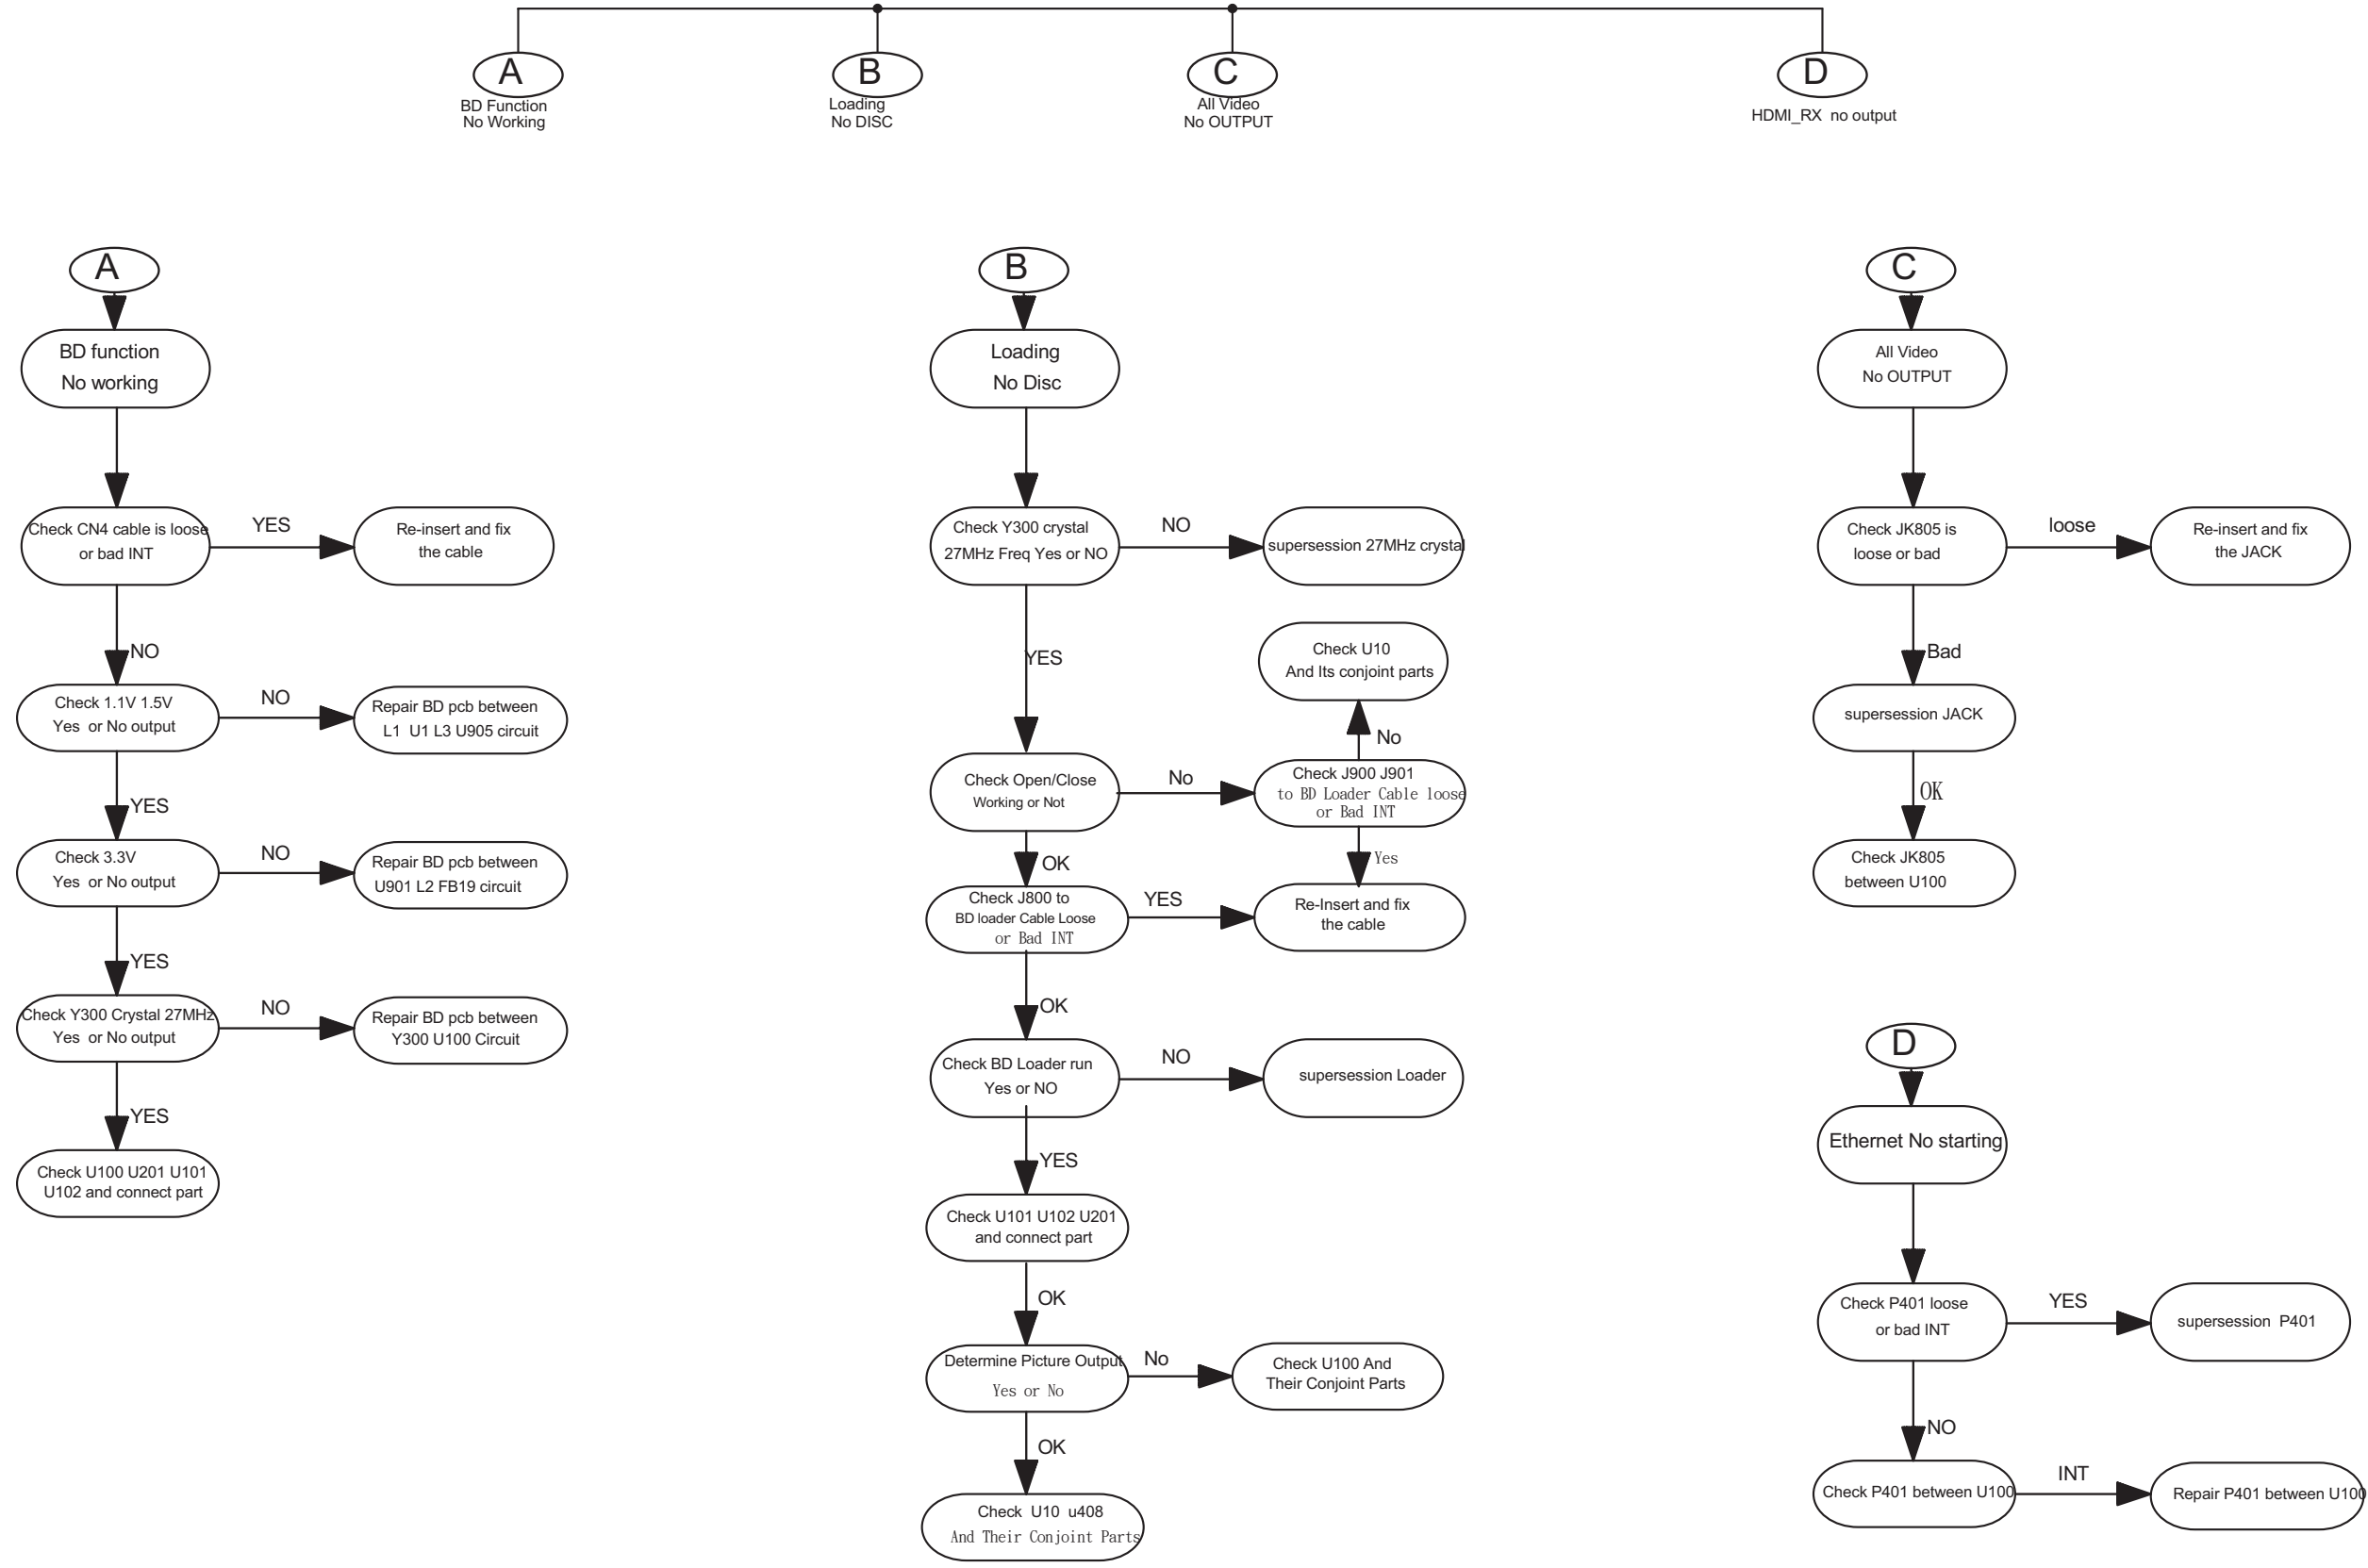 A
BD Function
No Working
B
Loading
No DISC
C
All Video
No OUTPUT
D
HDMI_RX no output
A
BD function
No working
Check CN4 cable is loose
or bad INT
YES
Re-insert and fix
the cable
NO
Check 1.1V 1.5V
Yes or No output
NO
Repair BD pcb between
L1 U1 L3 U905 circuit
YES
Check 3.3V
Yes or No output
NO
Repair BD pcb between
U901 L2 FB19 circuit
YES
Check Y300 Crystal 27MHz
Yes or No output
NO
Repair BD pcb between
Y300 U100 Circuit
YES
Check U100 U201 U101
U102 and connect part
B
Loading
No Disc
Check Y300 crystal
27MHz Freq Yes or NO
NO
supersession 27MHz crystal
YES
Check Open/Close
Working or Not
No
Check J900 J901
to BD Loader Cable loose
or Bad INT
No
Check U10
And Its conjoint parts
Yes
Re-Insert and fix
the cable
OK
Check J800 to
BD loader Cable Loose
or Bad INT
YES
OK
Check BD Loader run
Yes or NO
NO
supersession Loader
YES
Check U101 U102 U201
and connect part
OK
Determine Picture Output
Yes or No
No
Check U100 And
Their Conjoint Parts
OK
Check U10 u408
And Their Conjoint Parts
C
All Video
No OUTPUT
Check JK805 is
loose or bad
loose
Re-insert and fix
the JACK
Bad
supersession JACK
OK
Check JK805
between U100
D
Ethernet No starting
Check P401 loose
or bad INT
YES
supersession P401
NO
Check P401 between U100
INT
Repair P401 between U100